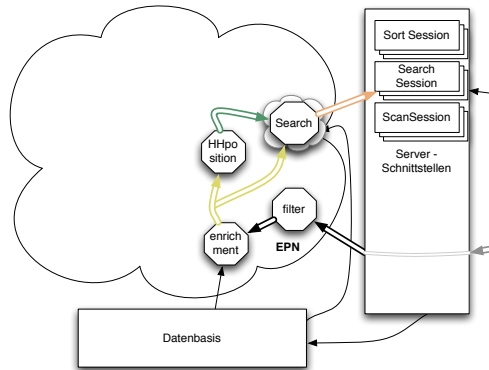 Sort Session
Search
Session
ScanSession
Server -
Schnittstellen
Search
HHpo
sition
filter
enrich
ment
EPN
Datenbasis